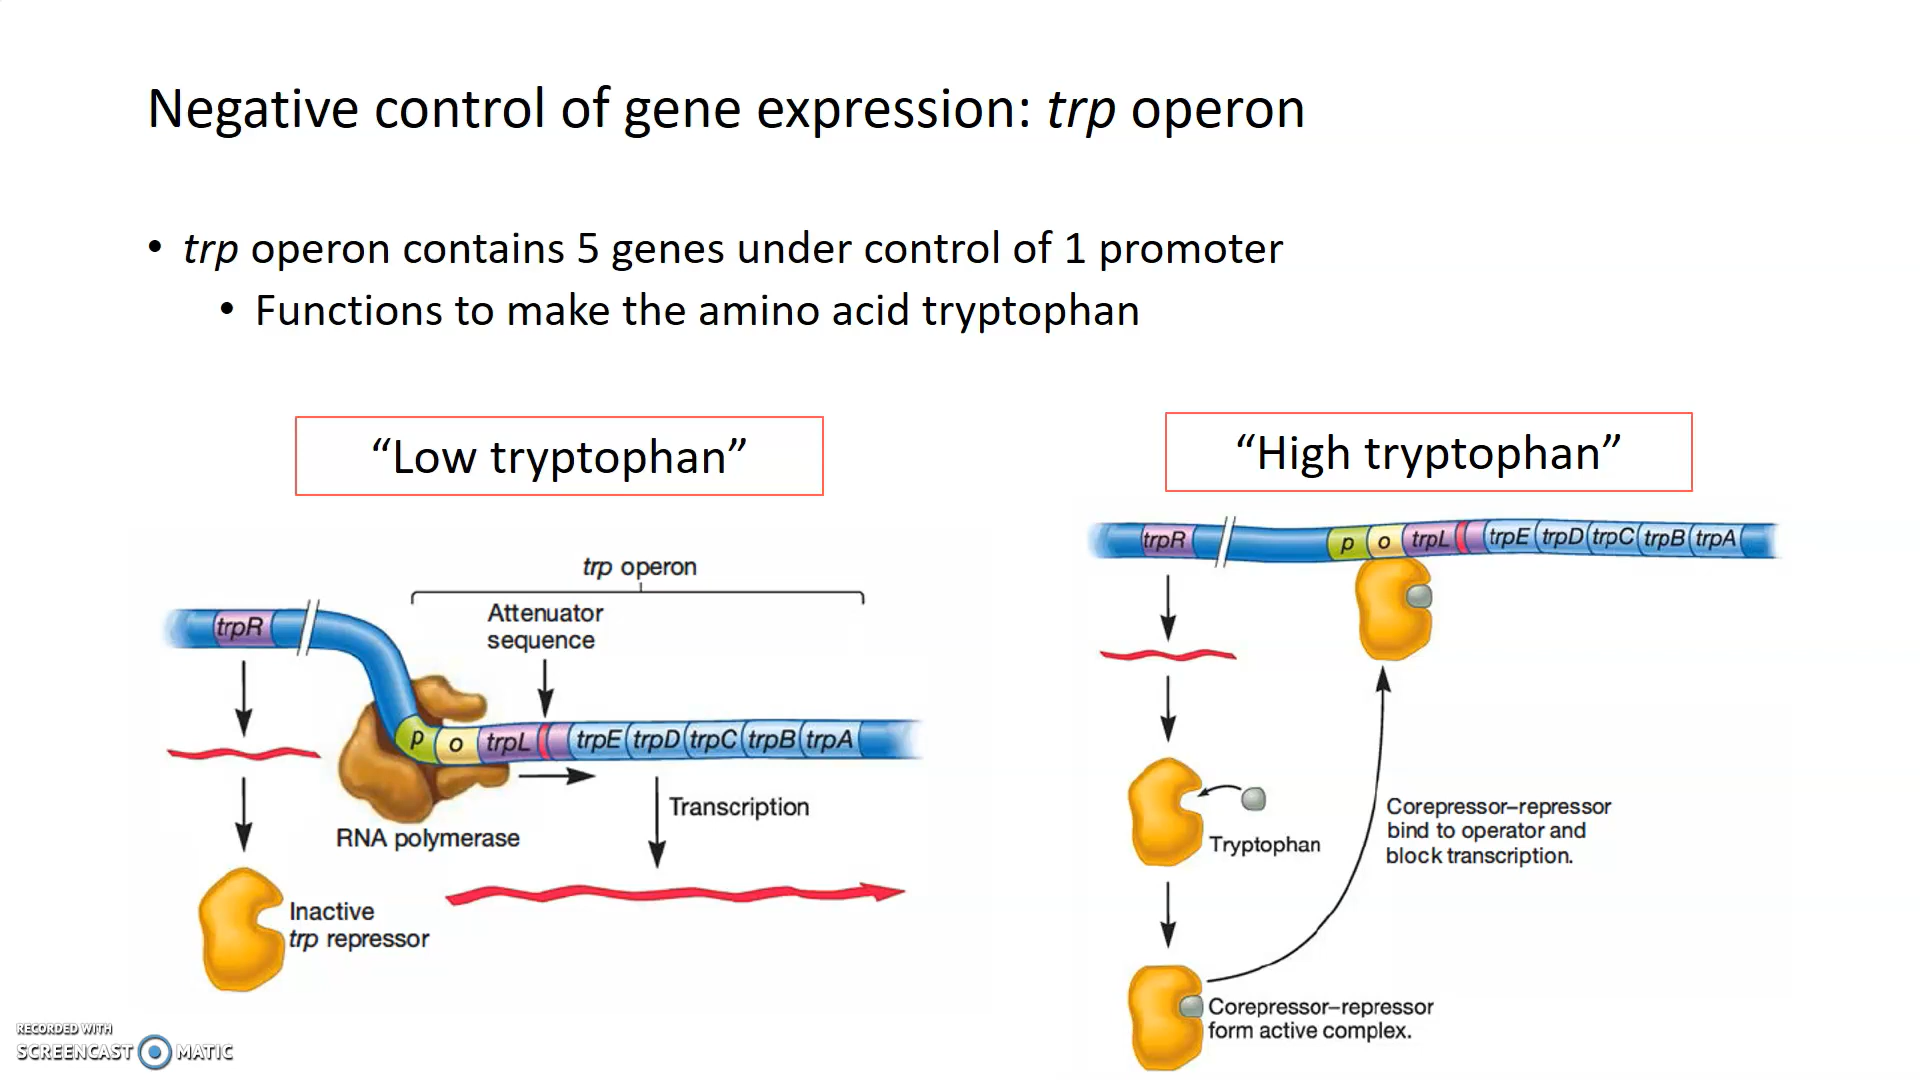 Negative control of gene expression: trp operon
• trp operon contains 5 genes under control of 1 promoter
• Functions to make the amino acid tryptophan
“Low tryptophan”
trp operon
Attenuator
sequence
trpR
p o trpL trpE trpD trpC trpB trpA
Transcription
RNA polymerase
Inactive
trp repressor
“High tryptophan”
trpR p o trpL trpE trpD trpC trpB trpA
Tryptophan
Corepressor–repressor
bind to operator and
block transcription.
Corepressor–repressor
form active complex.
RECORDED WITH
SCREENCAST MATIC